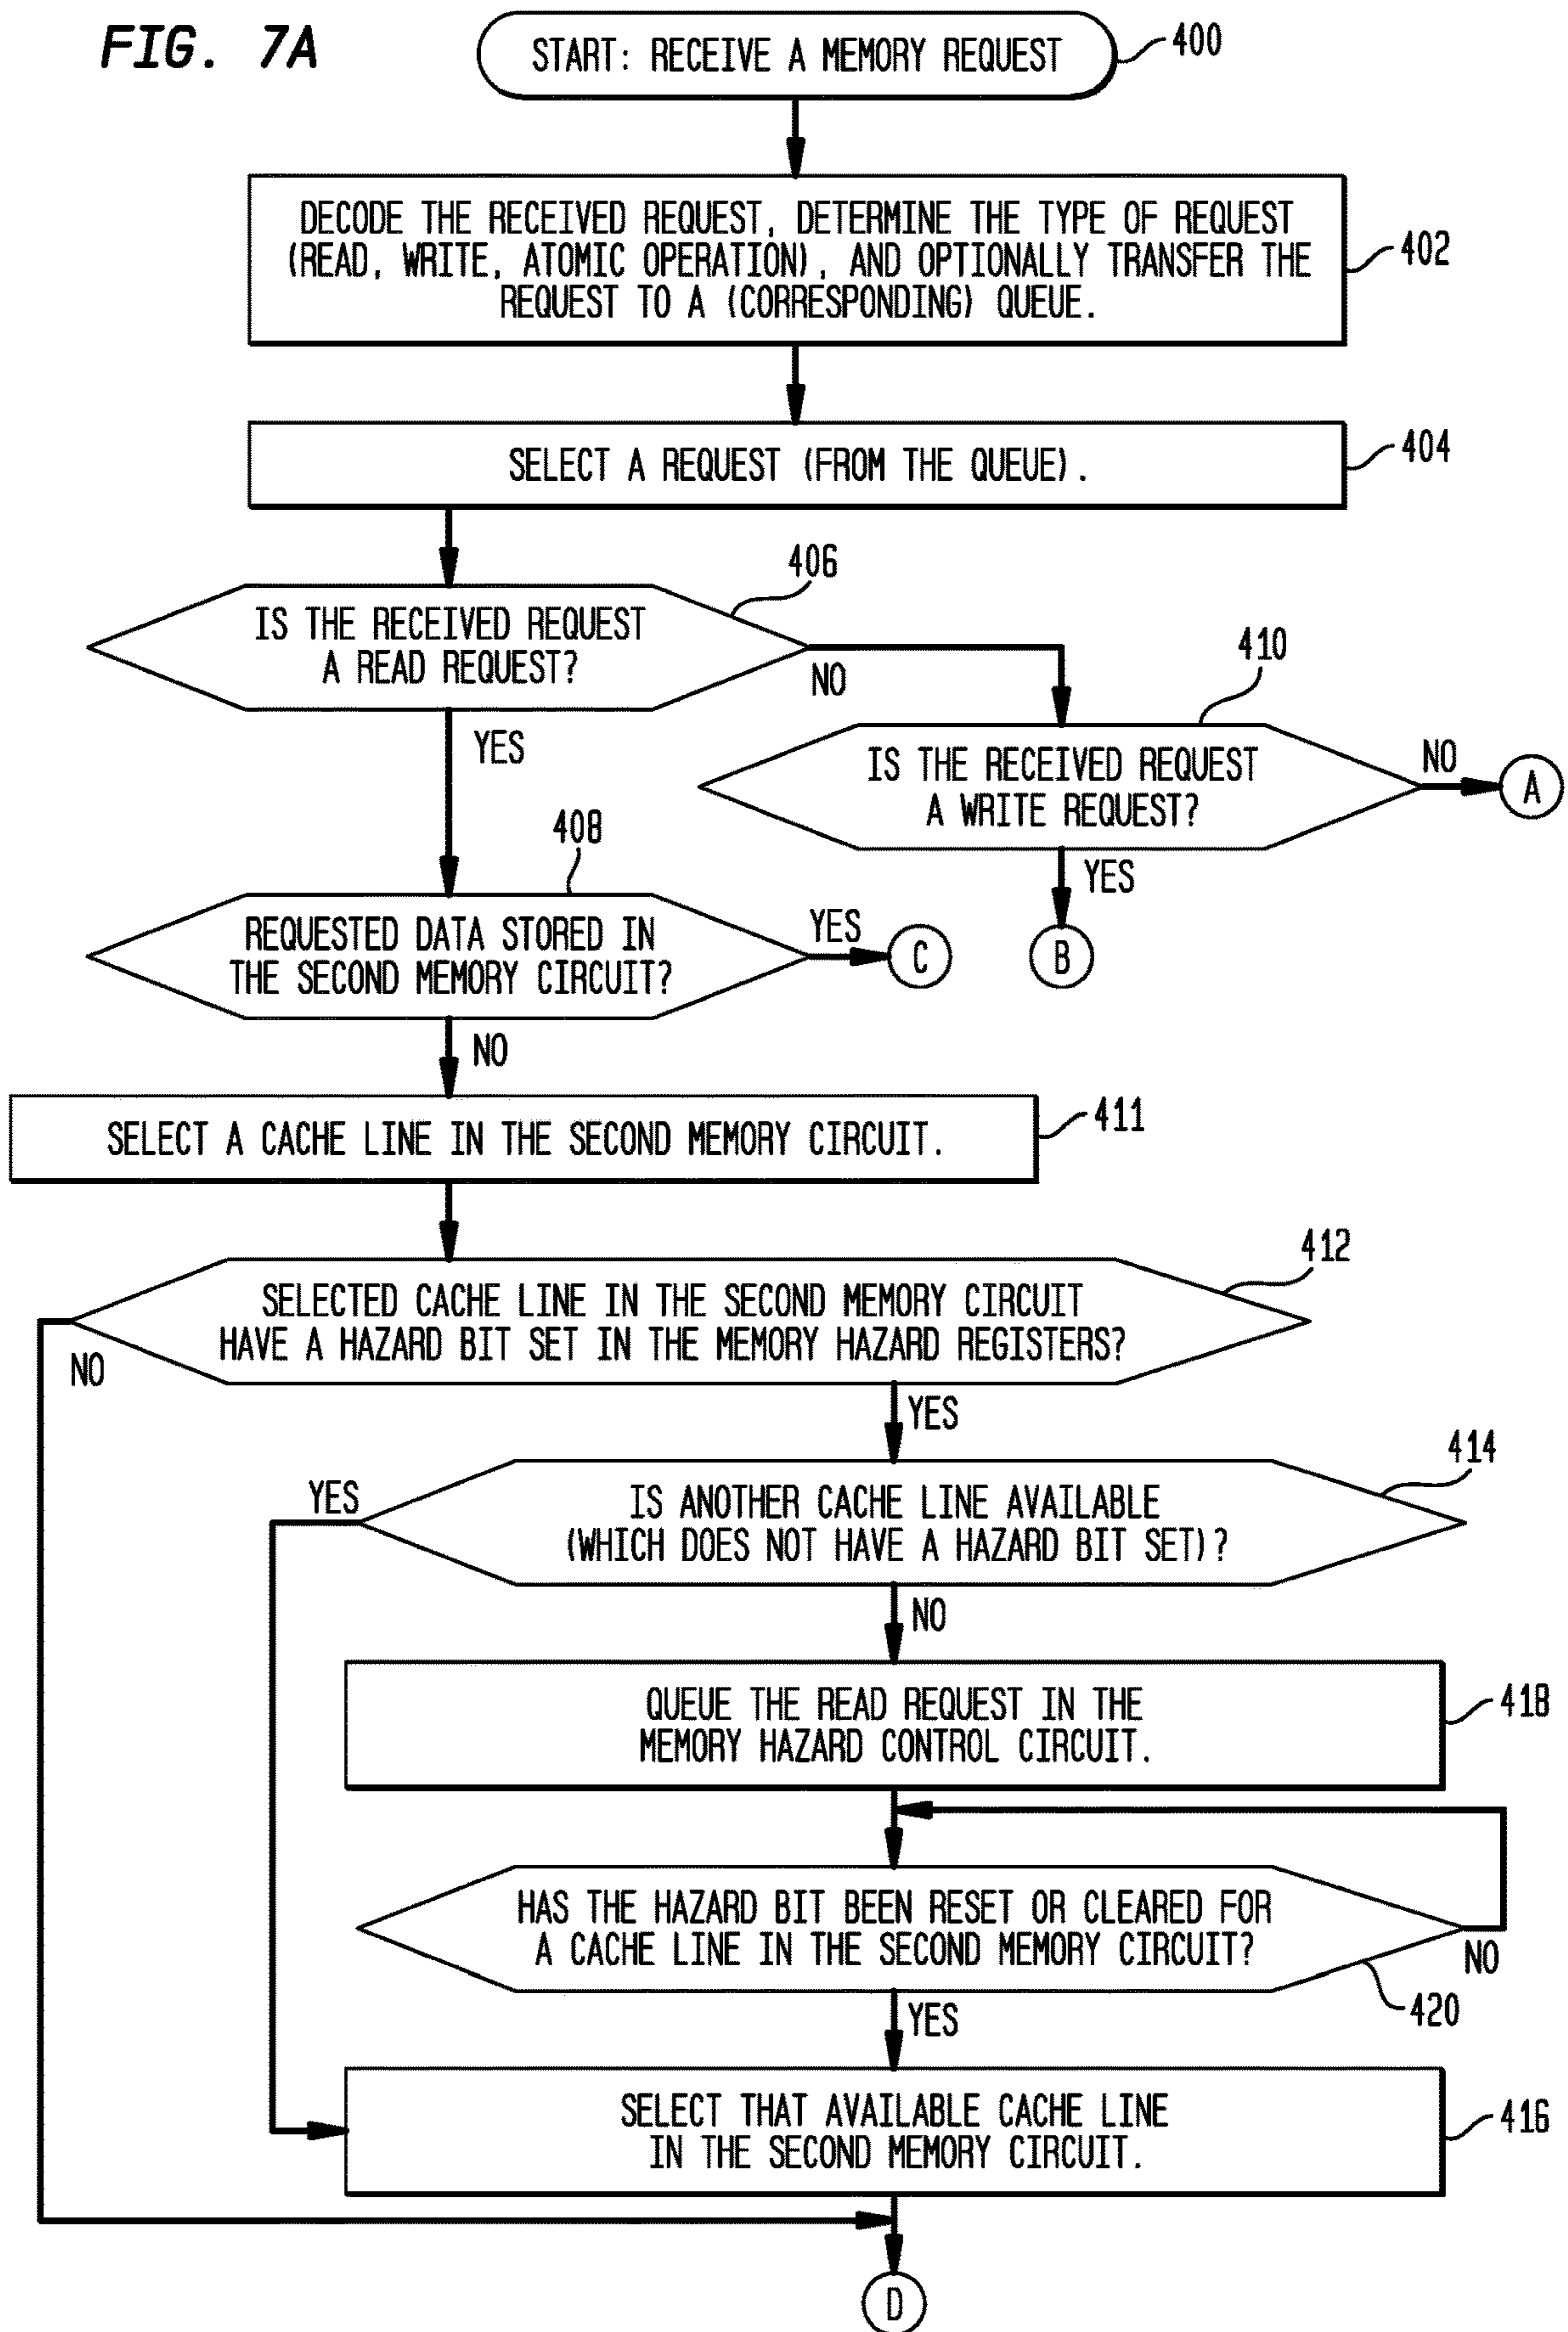 FIG. 7A
START: RECEIVE A MEMORY REQUEST
400
DECODE THE RECEIVED REQUEST, DETERMINE THE TYPE OF REQUEST
(READ, WRITE, ATOMIC OPERATION), AND OPTIONALLY TRANSFER THE
REQUEST TO A (CORRESPONDING) QUEUE.
402
SELECT A REQUEST (FROM THE QUEUE).
404
406
IS THE RECEIVED REQUEST
A READ REQUEST?
NO
YES
410
IS THE RECEIVED REQUEST
A WRITE REQUEST?
NO
A
YES
B
408
REQUESTED DATA STORED IN
THE SECOND MEMORY CIRCUIT?
YES
C
NO
SELECT A CACHE LINE IN THE SECOND MEMORY CIRCUIT.
411
412
SELECTED CACHE LINE IN THE SECOND MEMORY CIRCUIT
HAVE A HAZARD BIT SET IN THE MEMORY HAZARD REGISTERS?
NO
YES
414
YES
IS ANOTHER CACHE LINE AVAILABLE
(WHICH DOES NOT HAVE A HAZARD BIT SET)?
NO
QUEUE THE READ REQUEST IN THE
MEMORY HAZARD CONTROL CIRCUIT.
418
HAS THE HAZARD BIT BEEN RESET OR CLEARED FOR
A CACHE LINE IN THE SECOND MEMORY CIRCUIT?
NO
420
YES
SELECT THAT AVAILABLE CACHE LINE
IN THE SECOND MEMORY CIRCUIT.
416
D